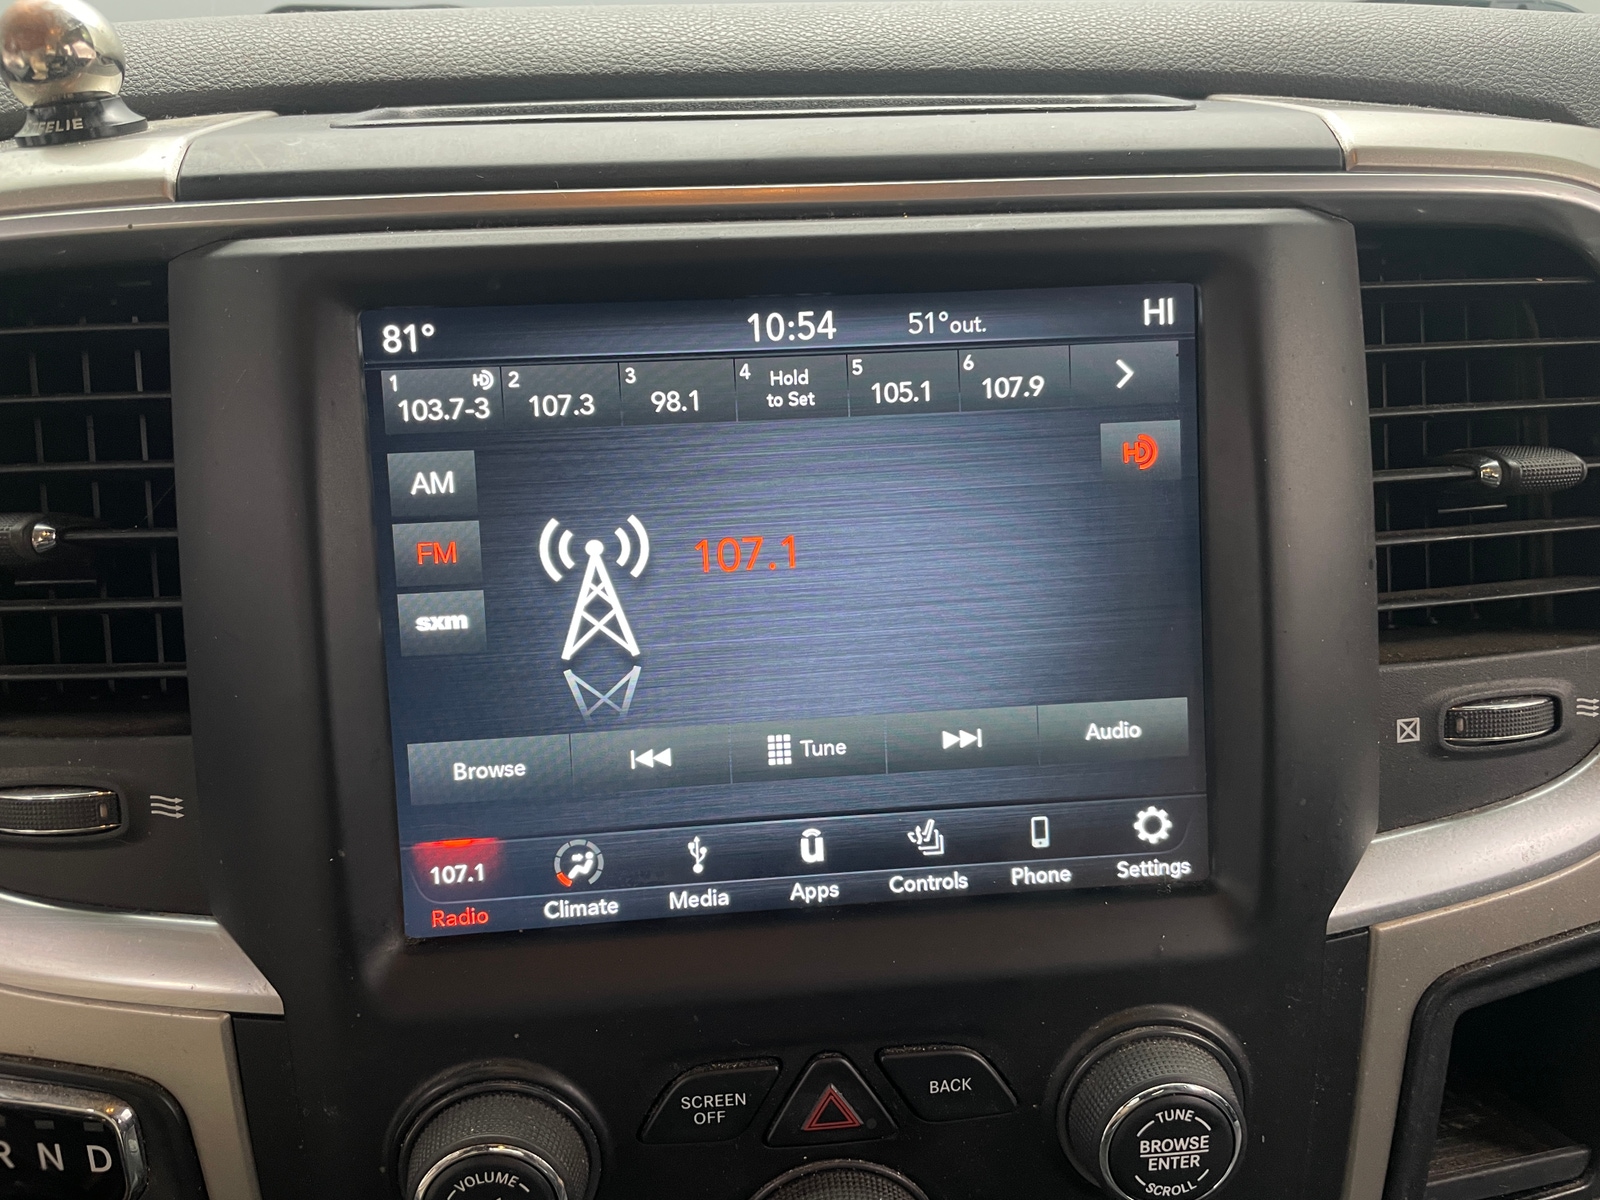 81° 10:54 51° out. HI
1 HD 2 3 4 Hold 5 6
103.7-3 107.3 98.1 to Set 105.1 107.9
HD
AM
FM 107.1
sxm
Browse Tune Audio
107.1
Radio Climate Media Apps Controls Phone Settings
SCREEN
OFF
BACK
TUNE
BROWSE
ENTER
SCROLL
R N D
VOLUME